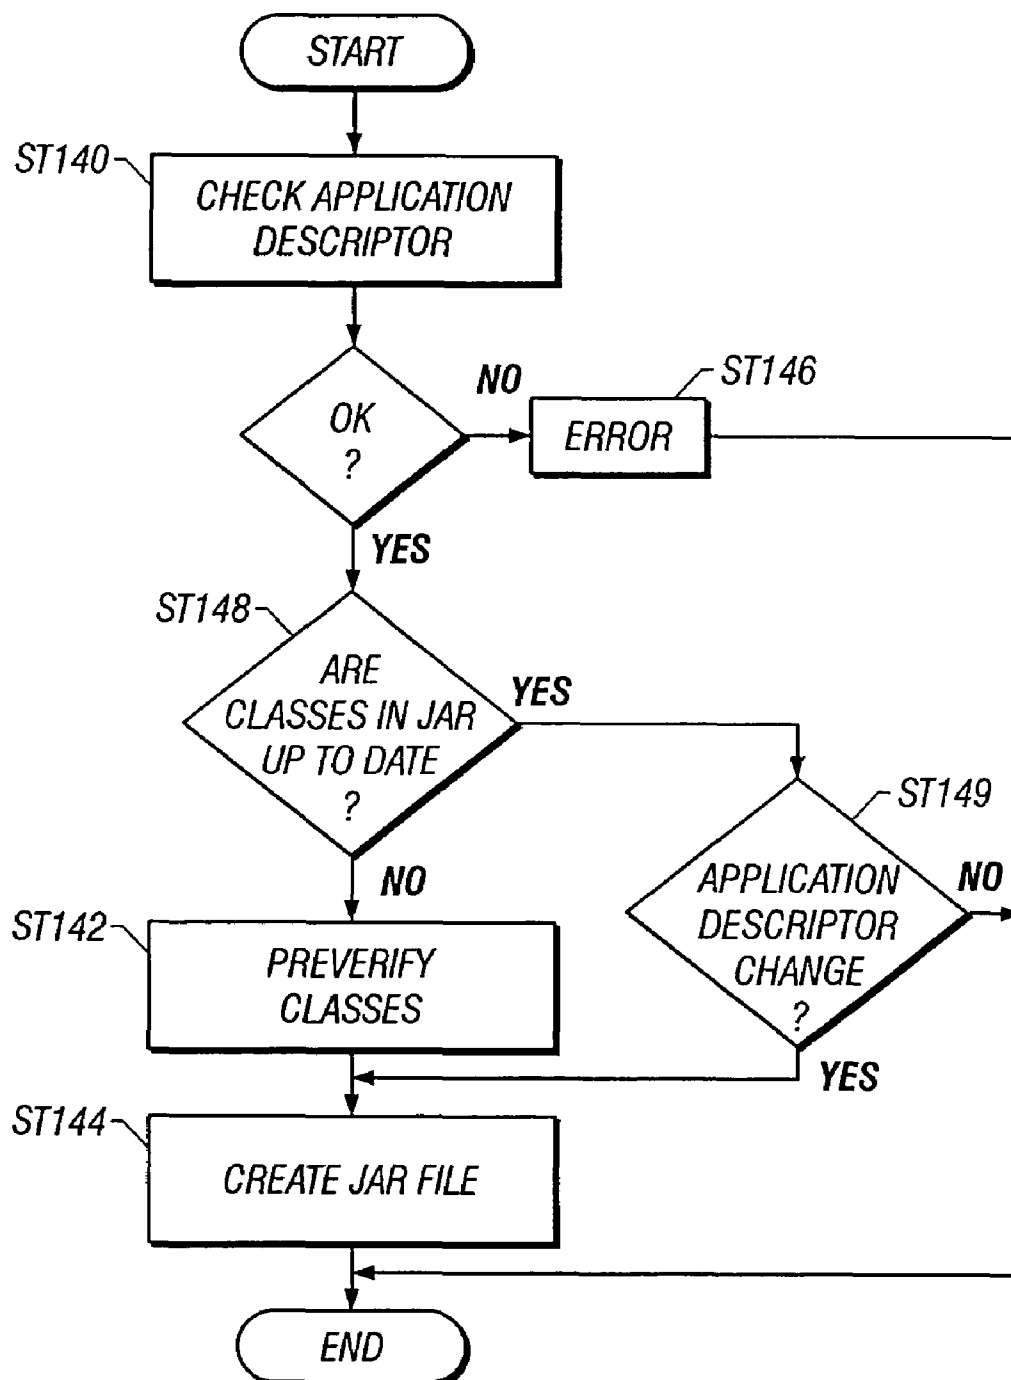 START
ST140
CHECK APPLICATION
DESCRIPTOR
OK
?
NO
ST146
ERROR
YES
ST148
ARE
CLASSES IN JAR
UP TO DATE
?
YES
ST149
APPLICATION
DESCRIPTOR
CHANGE
?
NO
NO
ST142
PREVERIFY
CLASSES
YES
ST144
CREATE JAR FILE
END